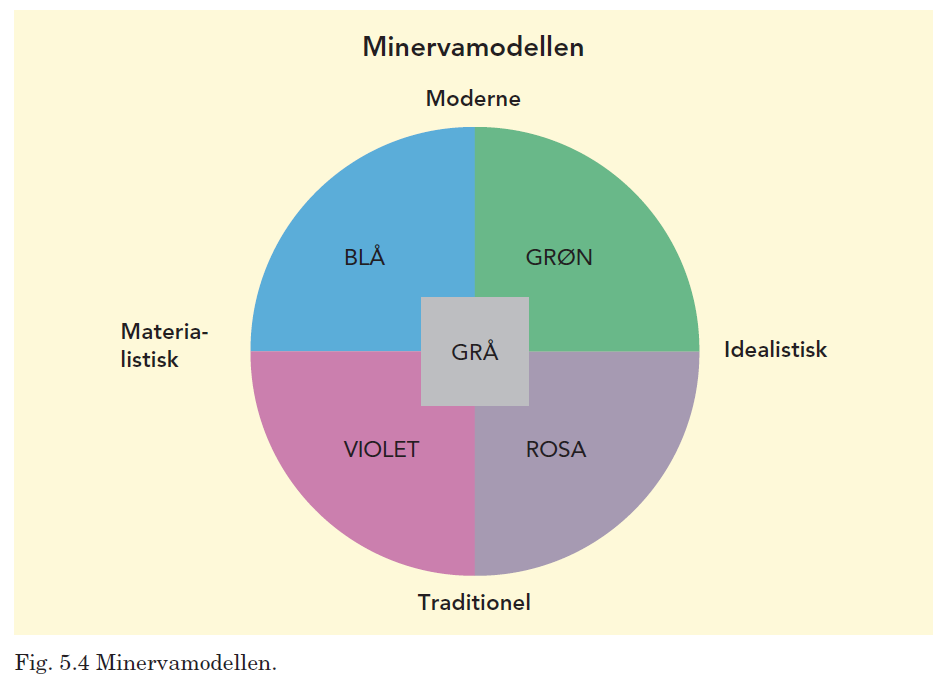 Minervamodellen
Moderne
BLÅ
GRØN
Materia-
listisk
GRÅ
Idealistisk
VIOLET
ROSA
Traditionel
Fig. 5.4 Minervamodellen.